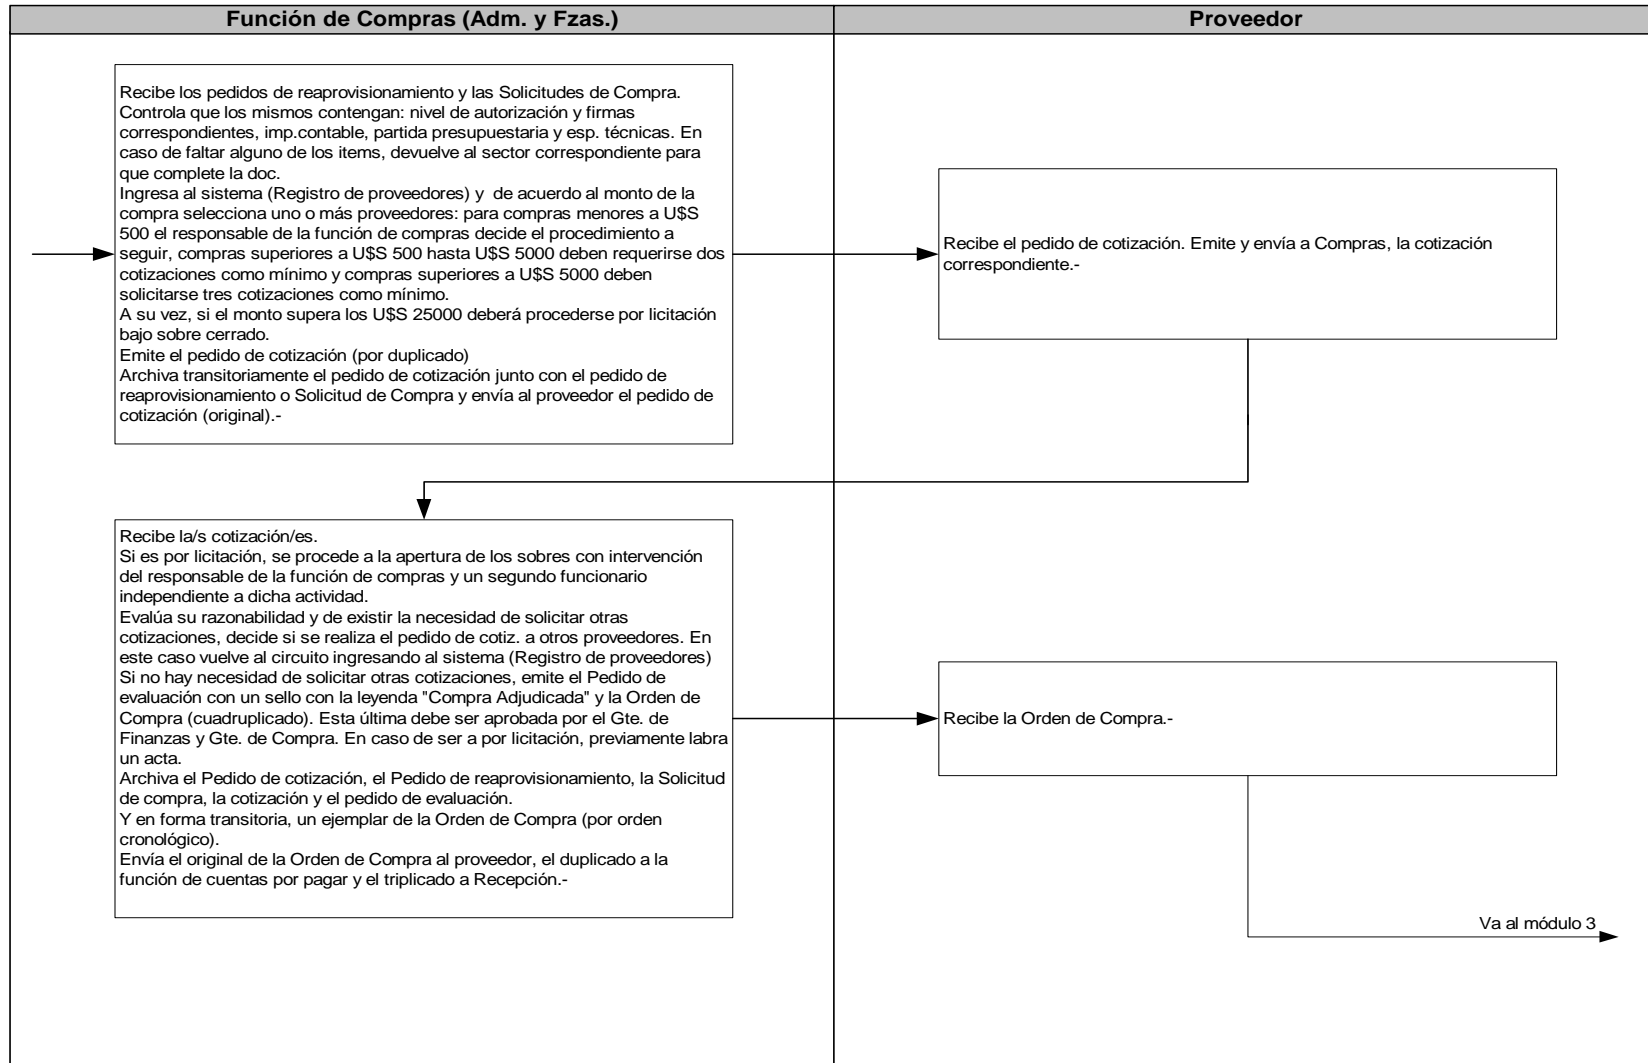 Función de Compras (Adm. y Fzas.)
Proveedor
Recibe los pedidos de reaprovisionamiento y las Solicitudes de Compra.
Controla que los mismos contengan: nivel de autorización y firmas
correspondientes, imp.contable, partida presupuestaria y esp. técnicas. En
caso de faltar alguno de los items, devuelve al sector correspondiente para
que complete la doc.
Ingresa al sistema (Registro de proveedores) y  de acuerdo al monto de la
compra selecciona uno o más proveedores: para compras menores a U$S
500 el responsable de la función de compras decide el procedimiento a
seguir, compras superiores a U$S 500 hasta U$S 5000 deben requerirse dos
cotizaciones como mínimo y compras superiores a U$S 5000 deben
solicitarse tres cotizaciones como mínimo.
A su vez, si el monto supera los U$S 25000 deberá procederse por licitación
bajo sobre cerrado.
Emite el pedido de cotización (por duplicado)
Archiva transitoriamente el pedido de cotización junto con el pedido de
reaprovisionamiento o Solicitud de Compra y envía al proveedor el pedido de
cotización (original).-
Recibe el pedido de cotización. Emite y envía a Compras, la cotización
correspondiente.-
Recibe la/s cotización/es.
Si es por licitación, se procede a la apertura de los sobres con intervención
del responsable de la función de compras y un segundo funcionario
independiente a dicha actividad.
Evalúa su razonabilidad y de existir la necesidad de solicitar otras
cotizaciones, decide si se realiza el pedido de cotiz. a otros proveedores. En
este caso vuelve al circuito ingresando al sistema (Registro de proveedores)
Si no hay necesidad de solicitar otras cotizaciones, emite el Pedido de
evaluación con un sello con la leyenda "Compra Adjudicada" y la Orden de
Compra (cuadruplicado). Esta última debe ser aprobada por el Gte. de
Finanzas y Gte. de Compra. En caso de ser a por licitación, previamente labra
un acta.
Archiva el Pedido de cotización, el Pedido de reaprovisionamiento, la Solicitud
de compra, la cotización y el pedido de evaluación.
Y en forma transitoria, un ejemplar de la Orden de Compra (por orden
cronológico).
Envía el original de la Orden de Compra al proveedor, el duplicado a la
función de cuentas por pagar y el triplicado a Recepción.-
Recibe la Orden de Compra.-
Va al módulo 3